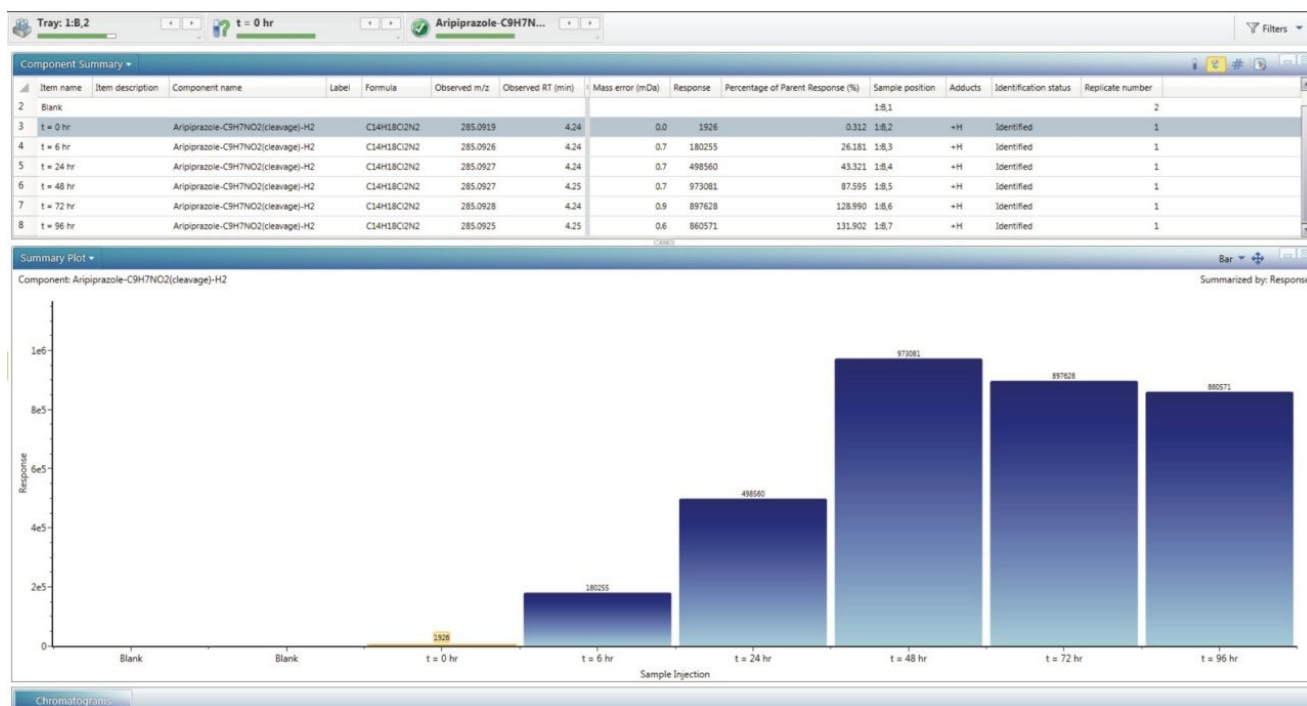 Tray: 1:B,2 t = 0 hr Aripiprazole-C9H7N... Filters
Component Summary
Item name Item description Component name Label Formula Observed m/z Observed RT (min) Mass error (mDa) Response Percentage of Parent Response (%) Sample position Adducts Identification status Replicate number
2 Blank 1:B,1 2
3 t = 0 hr Aripiprazole-C9H7NO2(cleavage)-H2 C14H18Cl2N2 285.0919 4.24 0.0 1926 0.312 1:B,2 +H Identified 1
4 t = 6 hr Aripiprazole-C9H7NO2(cleavage)-H2 C14H18Cl2N2 285.0926 4.24 0.7 180255 26.181 1:B,3 +H Identified 1
5 t = 24 hr Aripiprazole-C9H7NO2(cleavage)-H2 C14H18Cl2N2 285.0927 4.24 0.7 498560 43.321 1:B,4 +H Identified 1
6 t = 48 hr Aripiprazole-C9H7NO2(cleavage)-H2 C14H18Cl2N2 285.0927 4.25 0.7 973081 87.595 1:B,5 +H Identified 1
7 t = 72 hr Aripiprazole-C9H7NO2(cleavage)-H2 C14H18Cl2N2 285.0928 4.24 0.9 897628 128.990 1:B,6 +H Identified 1
8 t = 96 hr Aripiprazole-C9H7NO2(cleavage)-H2 C14H18Cl2N2 285.0925 4.25 0.6 860571 131.902 1:B,7 +H Identified 1
Summary Plot Bar
Component: Aripiprazole-C9H7NO2(cleavage)-H2 Summarized by: Response
1e6
8e5
6e5
4e5
2e5
0
Response
1926
180255
498560
973081
897628
860571
Blank Blank t = 0 hr t = 6 hr t = 24 hr t = 48 hr t = 72 hr t = 96 hr
Sample Injection
Chromatograms